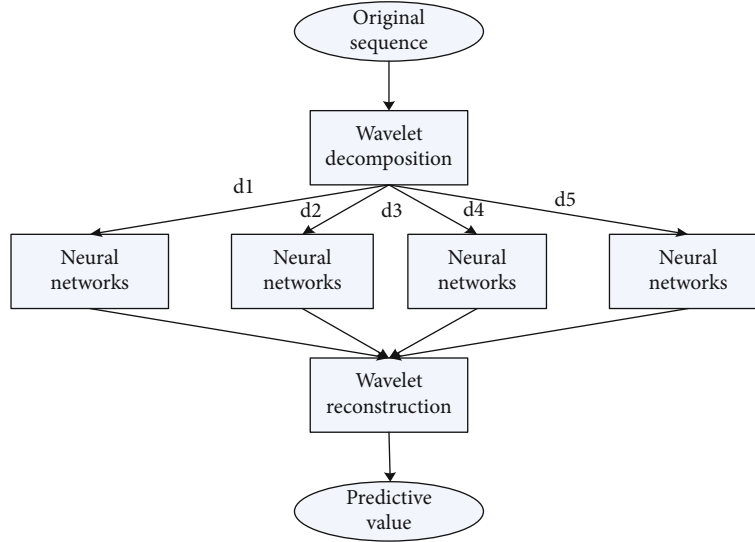 Original
sequence
Wavelet
decomposition
d1
d2
d3
d4
d5
Neural
networks
Neural
networks
Neural
networks
Neural
networks
Wavelet
reconstruction
Predictive
value